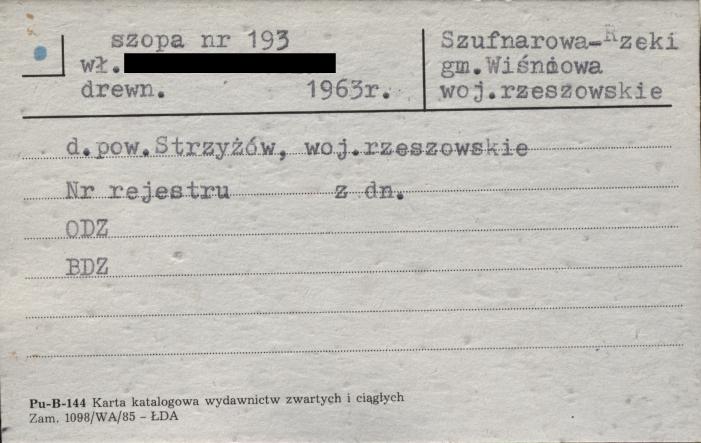 szopa nr 193
wł.
drewn. 1963r.
Szufnarowa-Rzeki
gm.Wiśniowa
woj.rzeszowskie
d.pow.Strzyżów, woj.rzeszowskie
Nr rejestru z dn.
ODZ
BDZ
Pu-B-144 Karta katalogowa wydawnictw zwartych i ciągłych
Zam. 1098/WA/85 – ŁDA